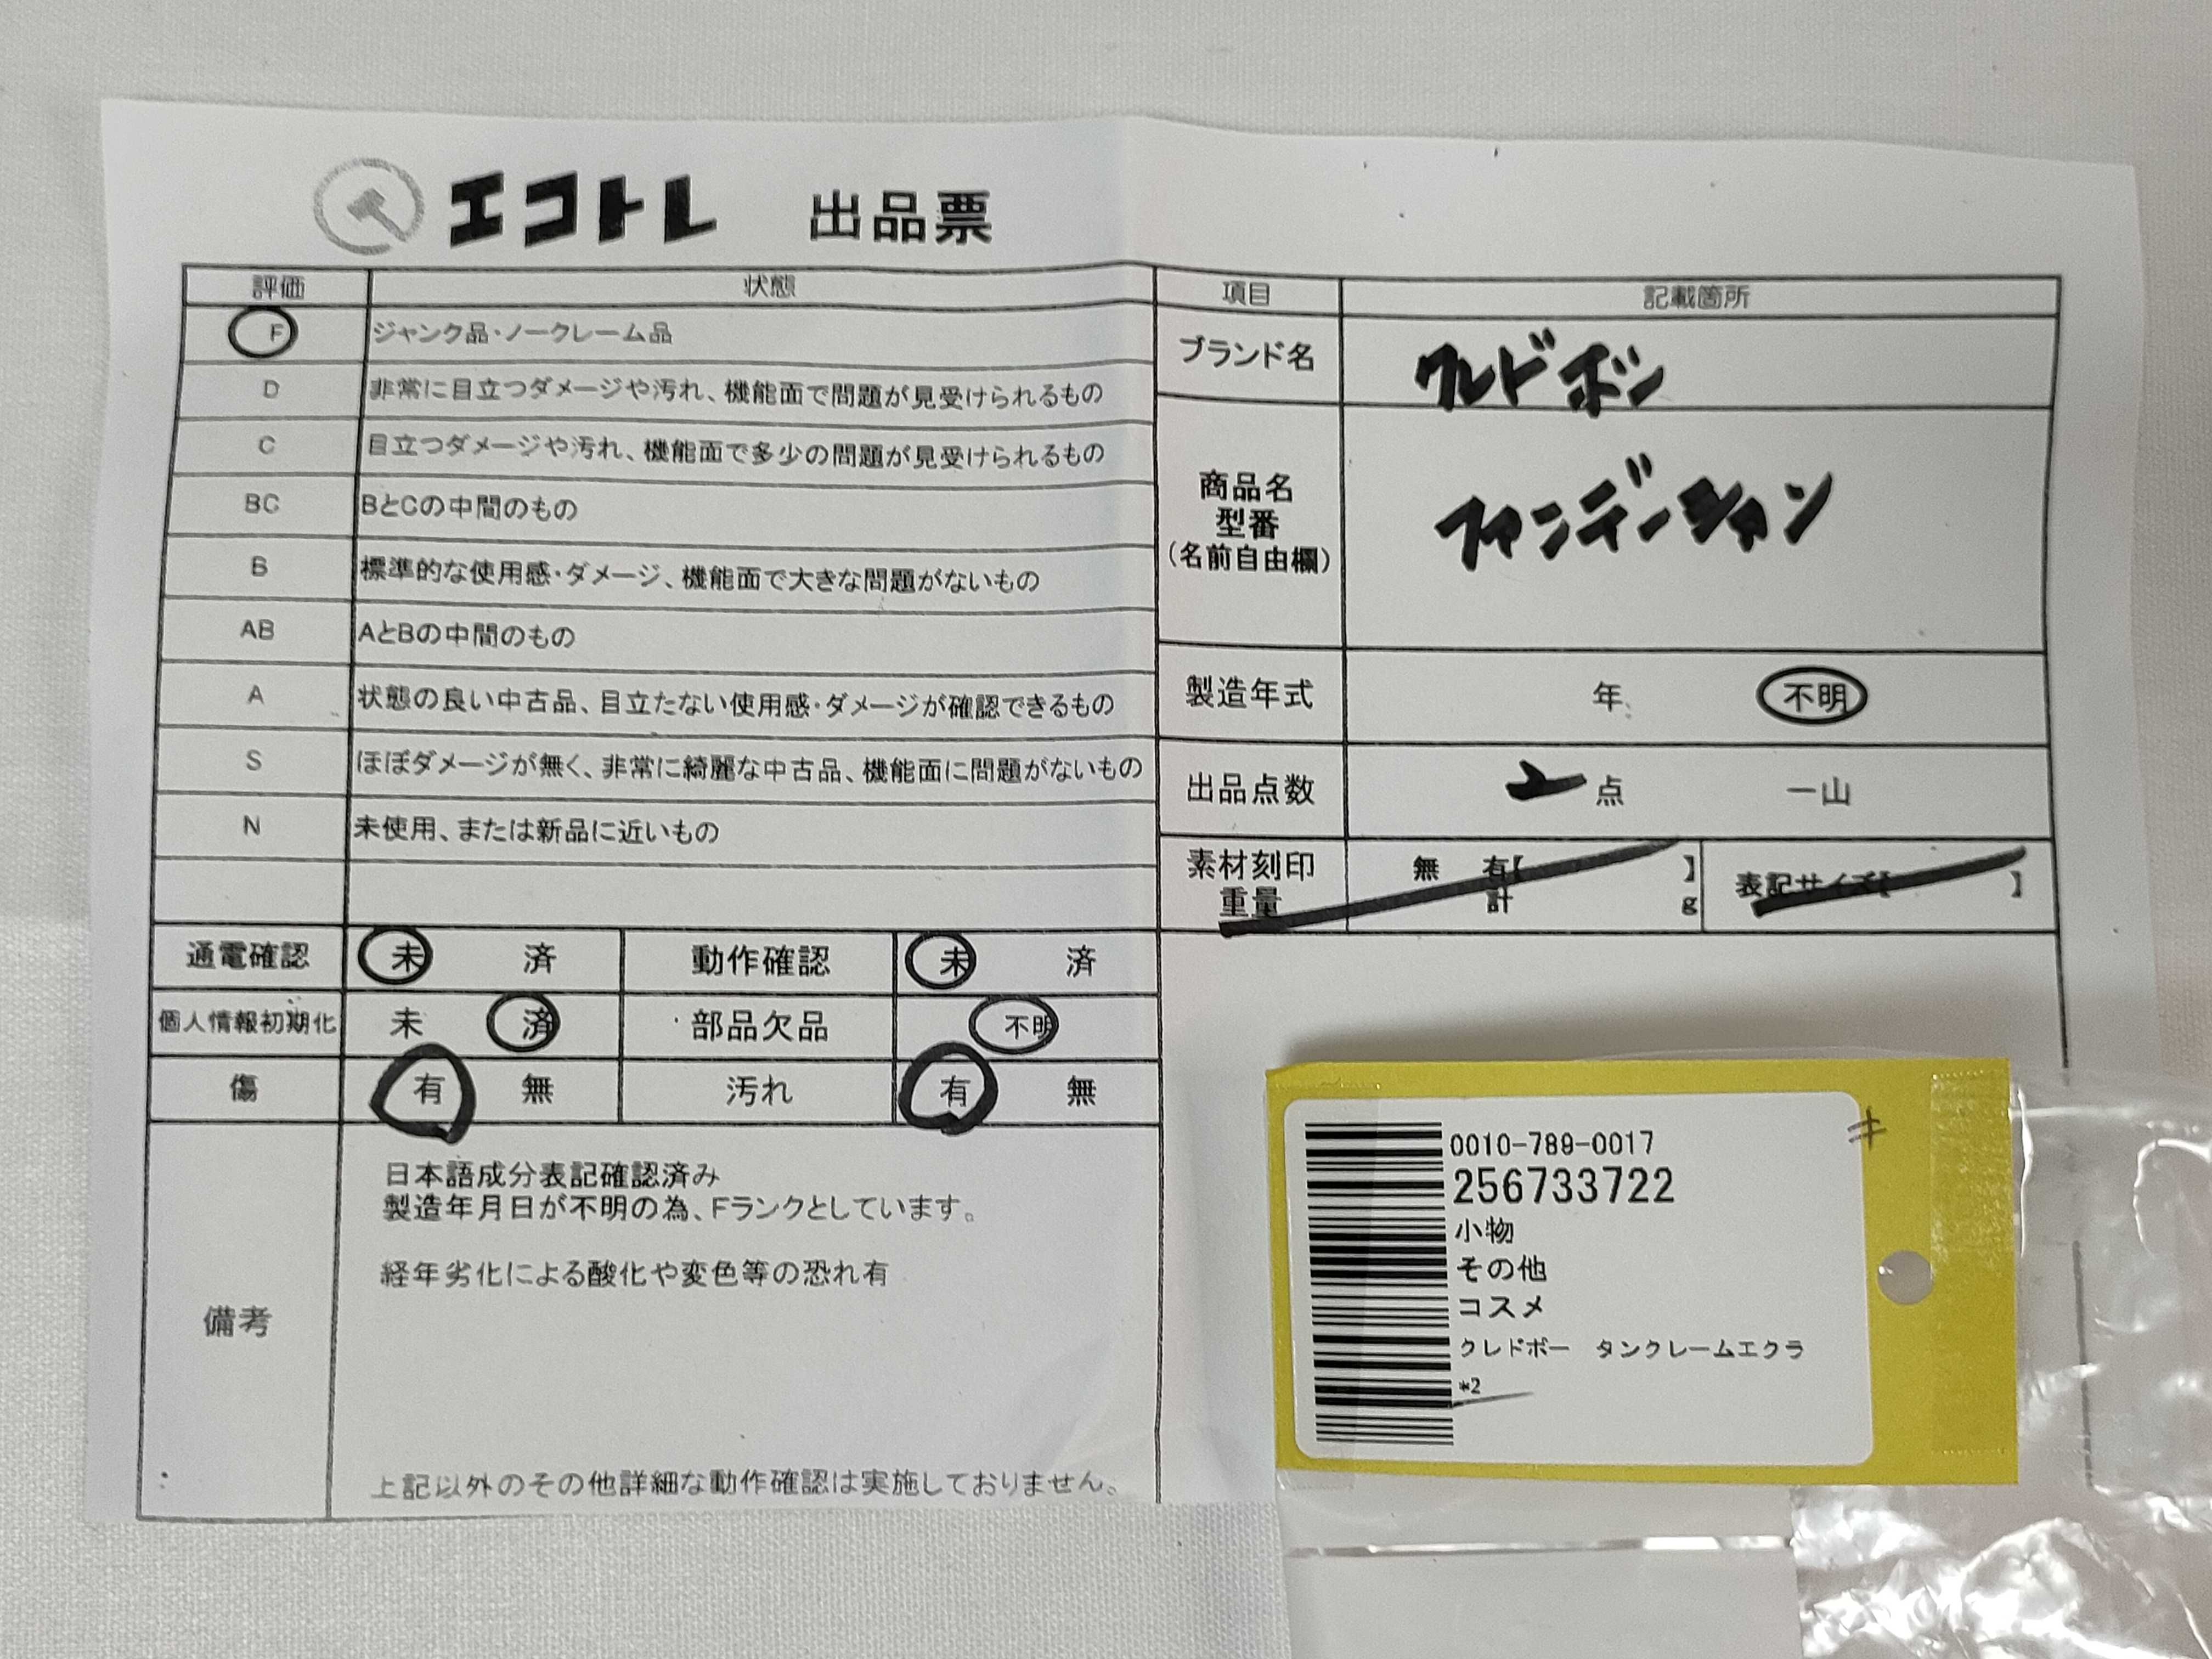 エコトレ 出品票
評価 状態
F ジャンク品・ノークレーム品
D 非常に目立つダメージや汚れ、機能面で問題が見受けられるもの
C 目立つダメージや汚れ、機能面で多少の問題が見受けられるもの
BC BとCの中間のもの
B 標準的な使用感・ダメージ、機能面で大きな問題がないもの
AB AとBの中間のもの
A 状態の良い中古品、目立たない使用感・ダメージが確認できるもの
S ほぼダメージが無く、非常に綺麗な中古品、機能面に問題がないもの
N 未使用、または新品に近いもの
項目 記載箇所
ブランド名 クレドポン
商品名
型番
(名前自由欄)
ファンデーション
製造年式 年 不明
出品点数 2 点 一山
素材刻印 無 有【 】 表記サイズ【 】
重量 計 g
通電確認 未 済 動作確認 未 済
個人情報初期化 未 済 部品欠品 不明
傷 有 無 汚れ 有 無
備考
日本語成分表記確認済み
製造年月日が不明の為、Fランクとしています。
経年劣化による酸化や変色等の恐れ有
上記以外のその他詳細な動作確認は実施しておりません。
0010-789-0017
256733722
小物
その他
コスメ
クレドボー タンクレームエクラ
*2